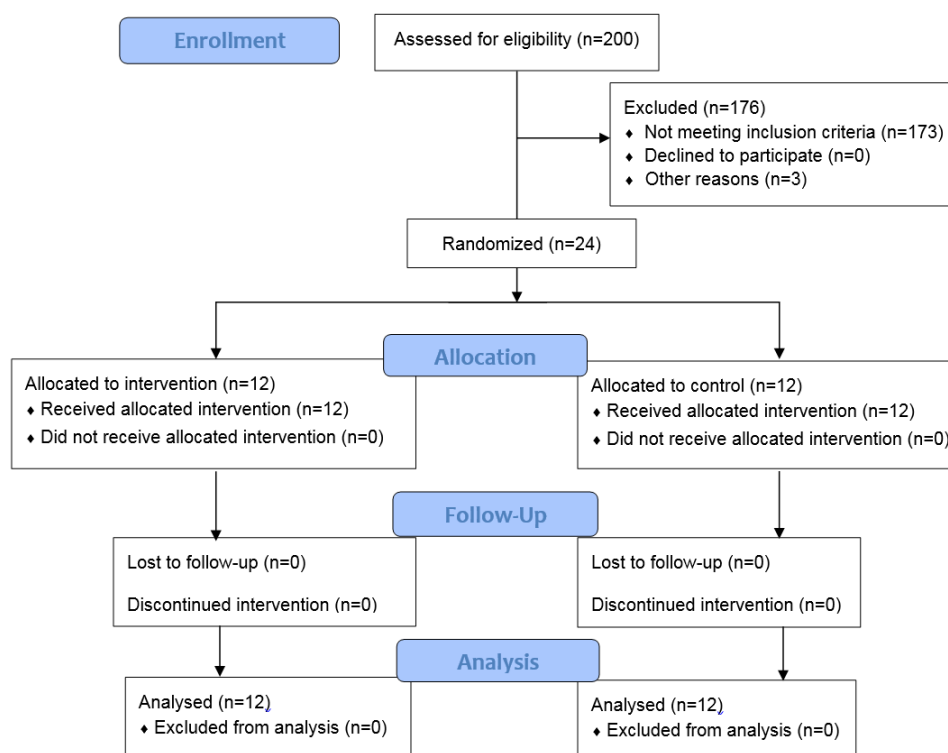 Enrollment
Assessed for eligibility (n=200)
Excluded (n=176)
♦ Not meeting inclusion criteria (n=173)
♦ Declined to participate (n=0)
♦ Other reasons (n=3)
Randomized (n=24)
Allocation
Allocated to intervention (n=12)
♦ Received allocated intervention (n=12)
♦ Did not receive allocated intervention (n=0)
Allocated to control (n=12)
♦ Received allocated intervention (n=12)
♦ Did not receive allocated intervention (n=0)
Follow-Up
Lost to follow-up (n=0)
Discontinued intervention (n=0)
Lost to follow-up (n=0)
Discontinued intervention (n=0)
Analysis
Analysed (n=12)
♦ Excluded from analysis (n=0)
Analysed (n=12)
♦ Excluded from analysis (n=0)